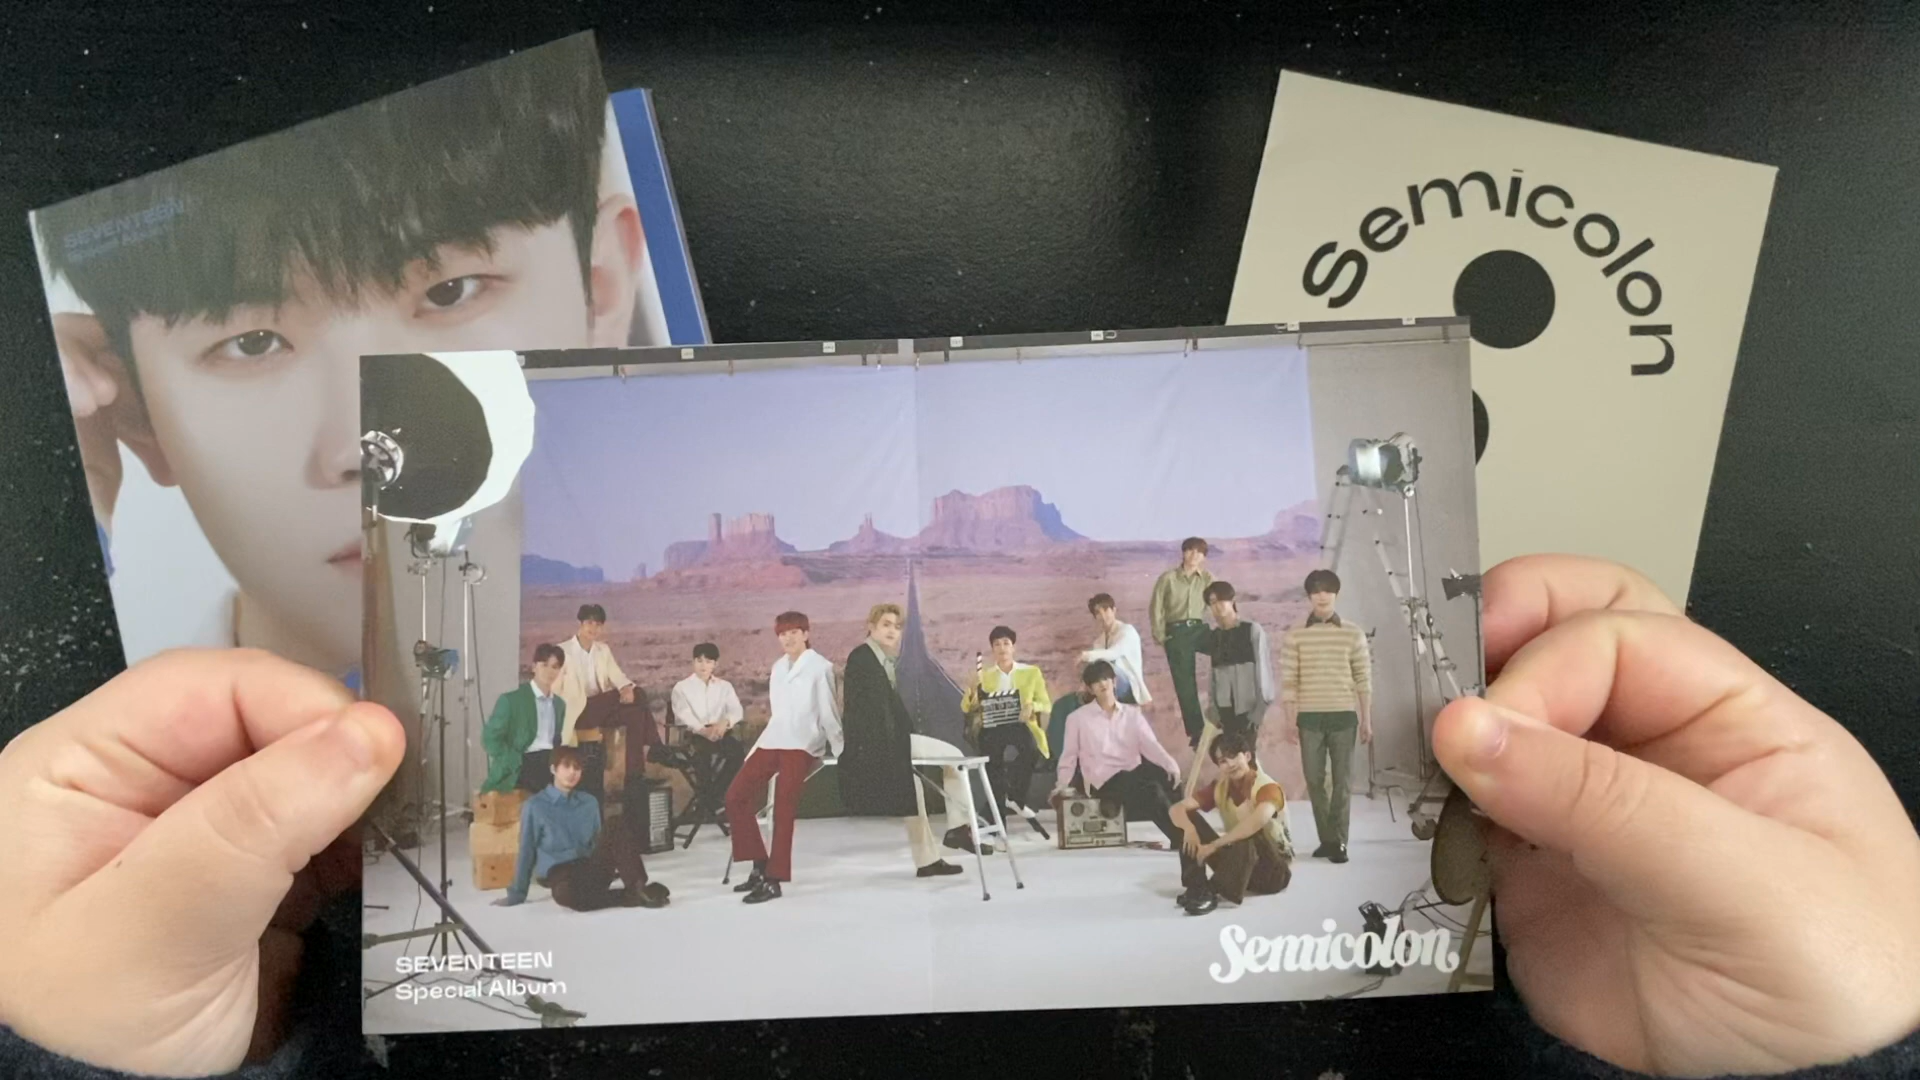 SEVENTEEN
Special Album
Semicolon
SEVENTEEN
Special Album
Semicolon